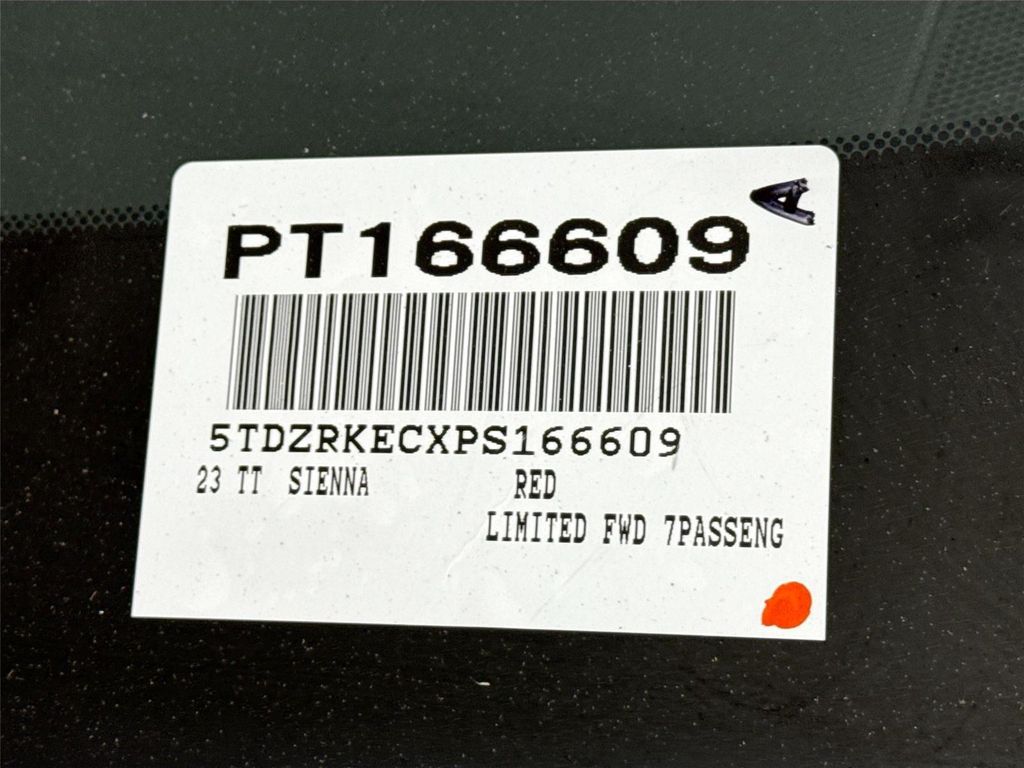 A
PT166609
5TDZRKECXPS166609
23 TT SIENNA RED
LIMITED FWD 7PASSENG